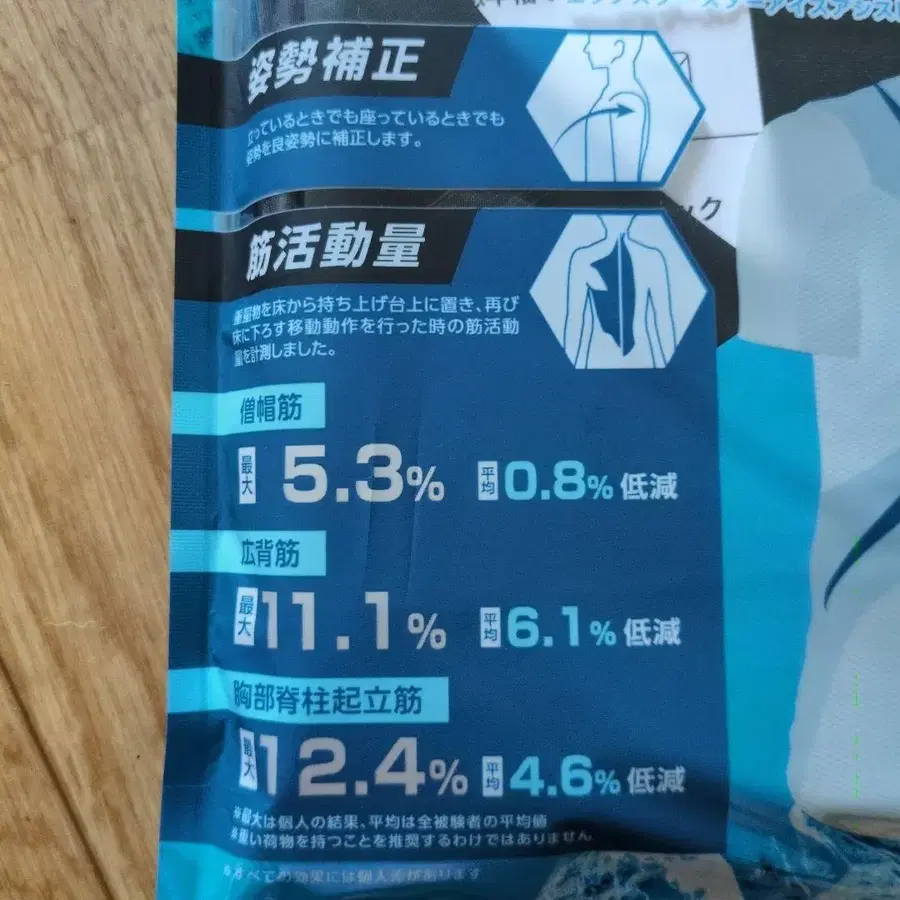 姿勢補正
立っているときでも座っているときでも
姿勢を良姿勢に補正します。
ック
筋活動量
重量物を床から持ち上げ台上に置き、再び
床に下ろす移動動作を行った時の筋活動
量を計測しました。
僧帽筋
最大 5.3% 平均 0.8% 低減
広背筋
最大 11.1% 平均 6.1% 低減
胸部脊柱起立筋
最大 12.4% 平均 4.6% 低減
※最大は個人の結果、平均は全被験者の平均値
※重い荷物を持つことを推奨するわけではありません
※すべての効果には個人差があります